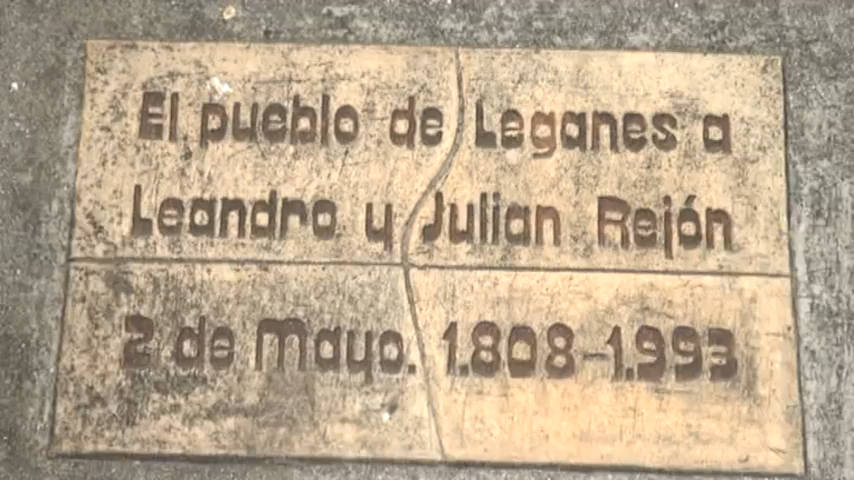 El pueblo de Leganes a
Leandro y Julian Rejón
2 de Mayo. 1.808-1.993